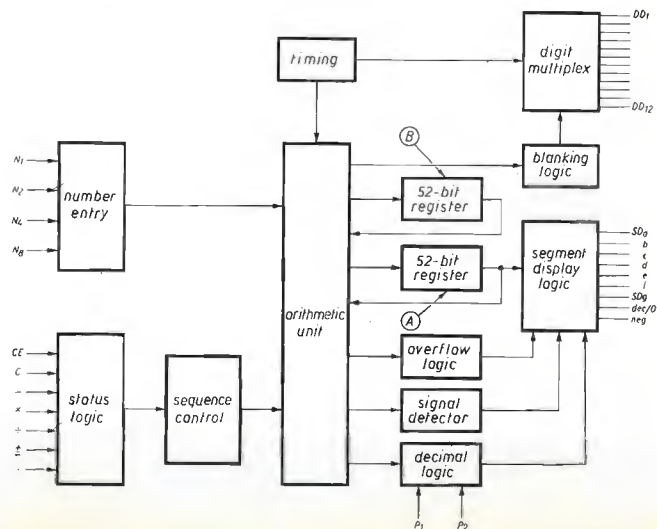 timing
digit
multiplex
DD1
DD12
N1
N2
N4
N8
number
entry
B
52-bit
register
blanking
logic
52-bit
register
A
arithmetic
unit
segment
display
logic
SDa
b
c
d
e
f
SDg
dec/O
neg
overflow
logic
CE
C
-
×
÷
±
.
status
logic
sequence
control
signal
detector
decimal
logic
P1
P2